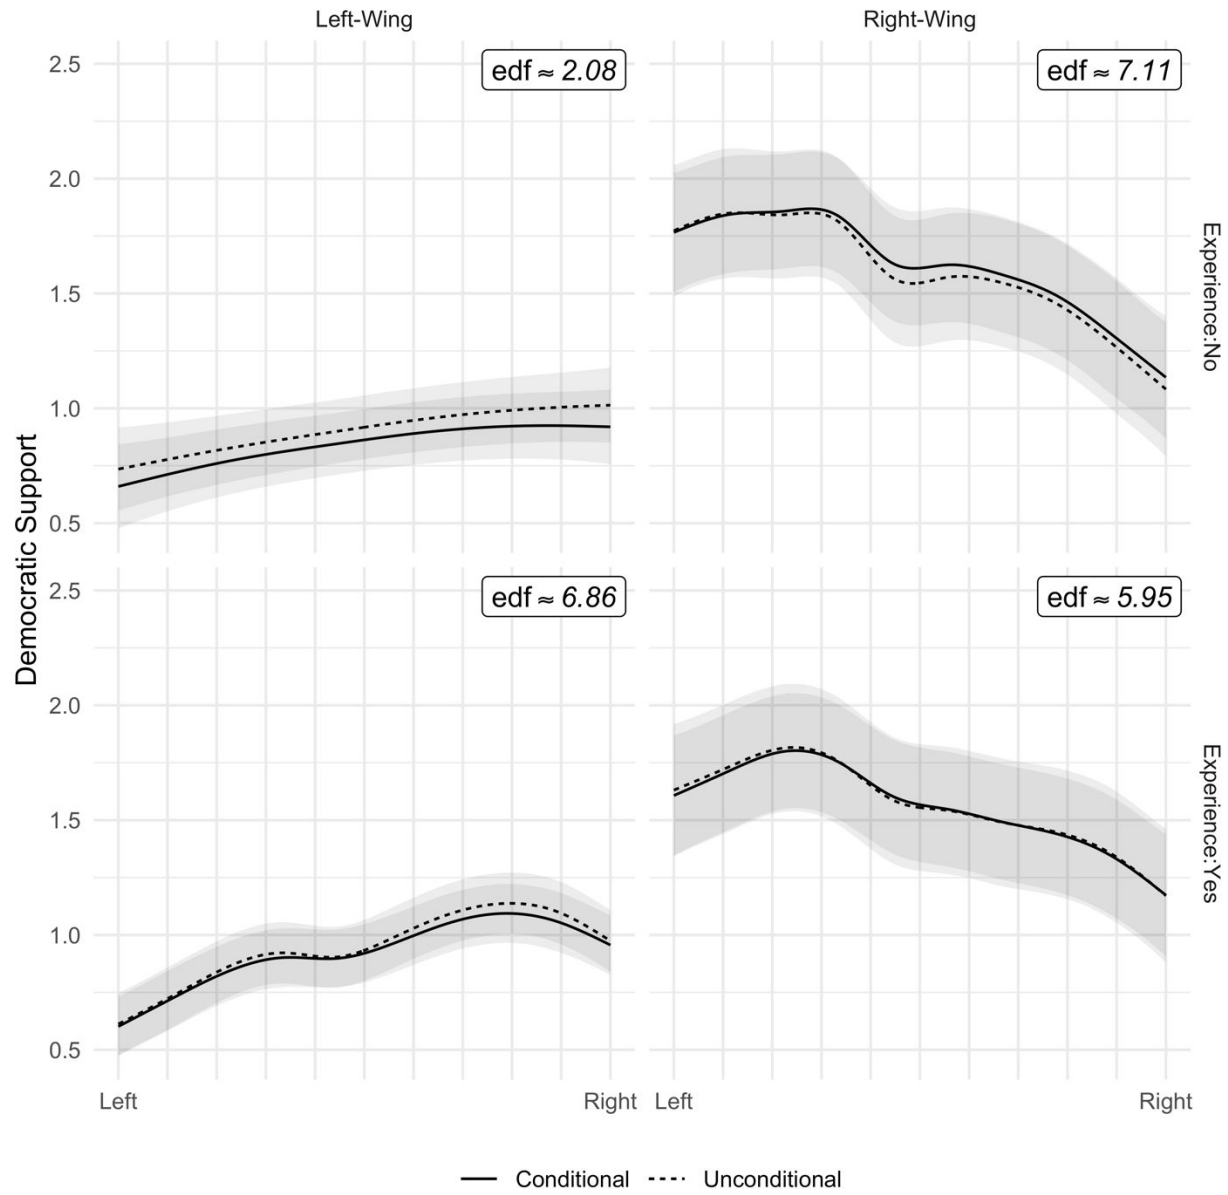 Left-Wing
Right-Wing
edf ≈ 2.08
edf ≈ 7.11
2.5
2.0
1.5
1.0
0.5
Experience:No
Democratic Support
edf ≈ 6.86
edf ≈ 5.95
2.5
2.0
1.5
1.0
0.5
Experience:Yes
Left
Right
Left
Right
Conditional
Unconditional